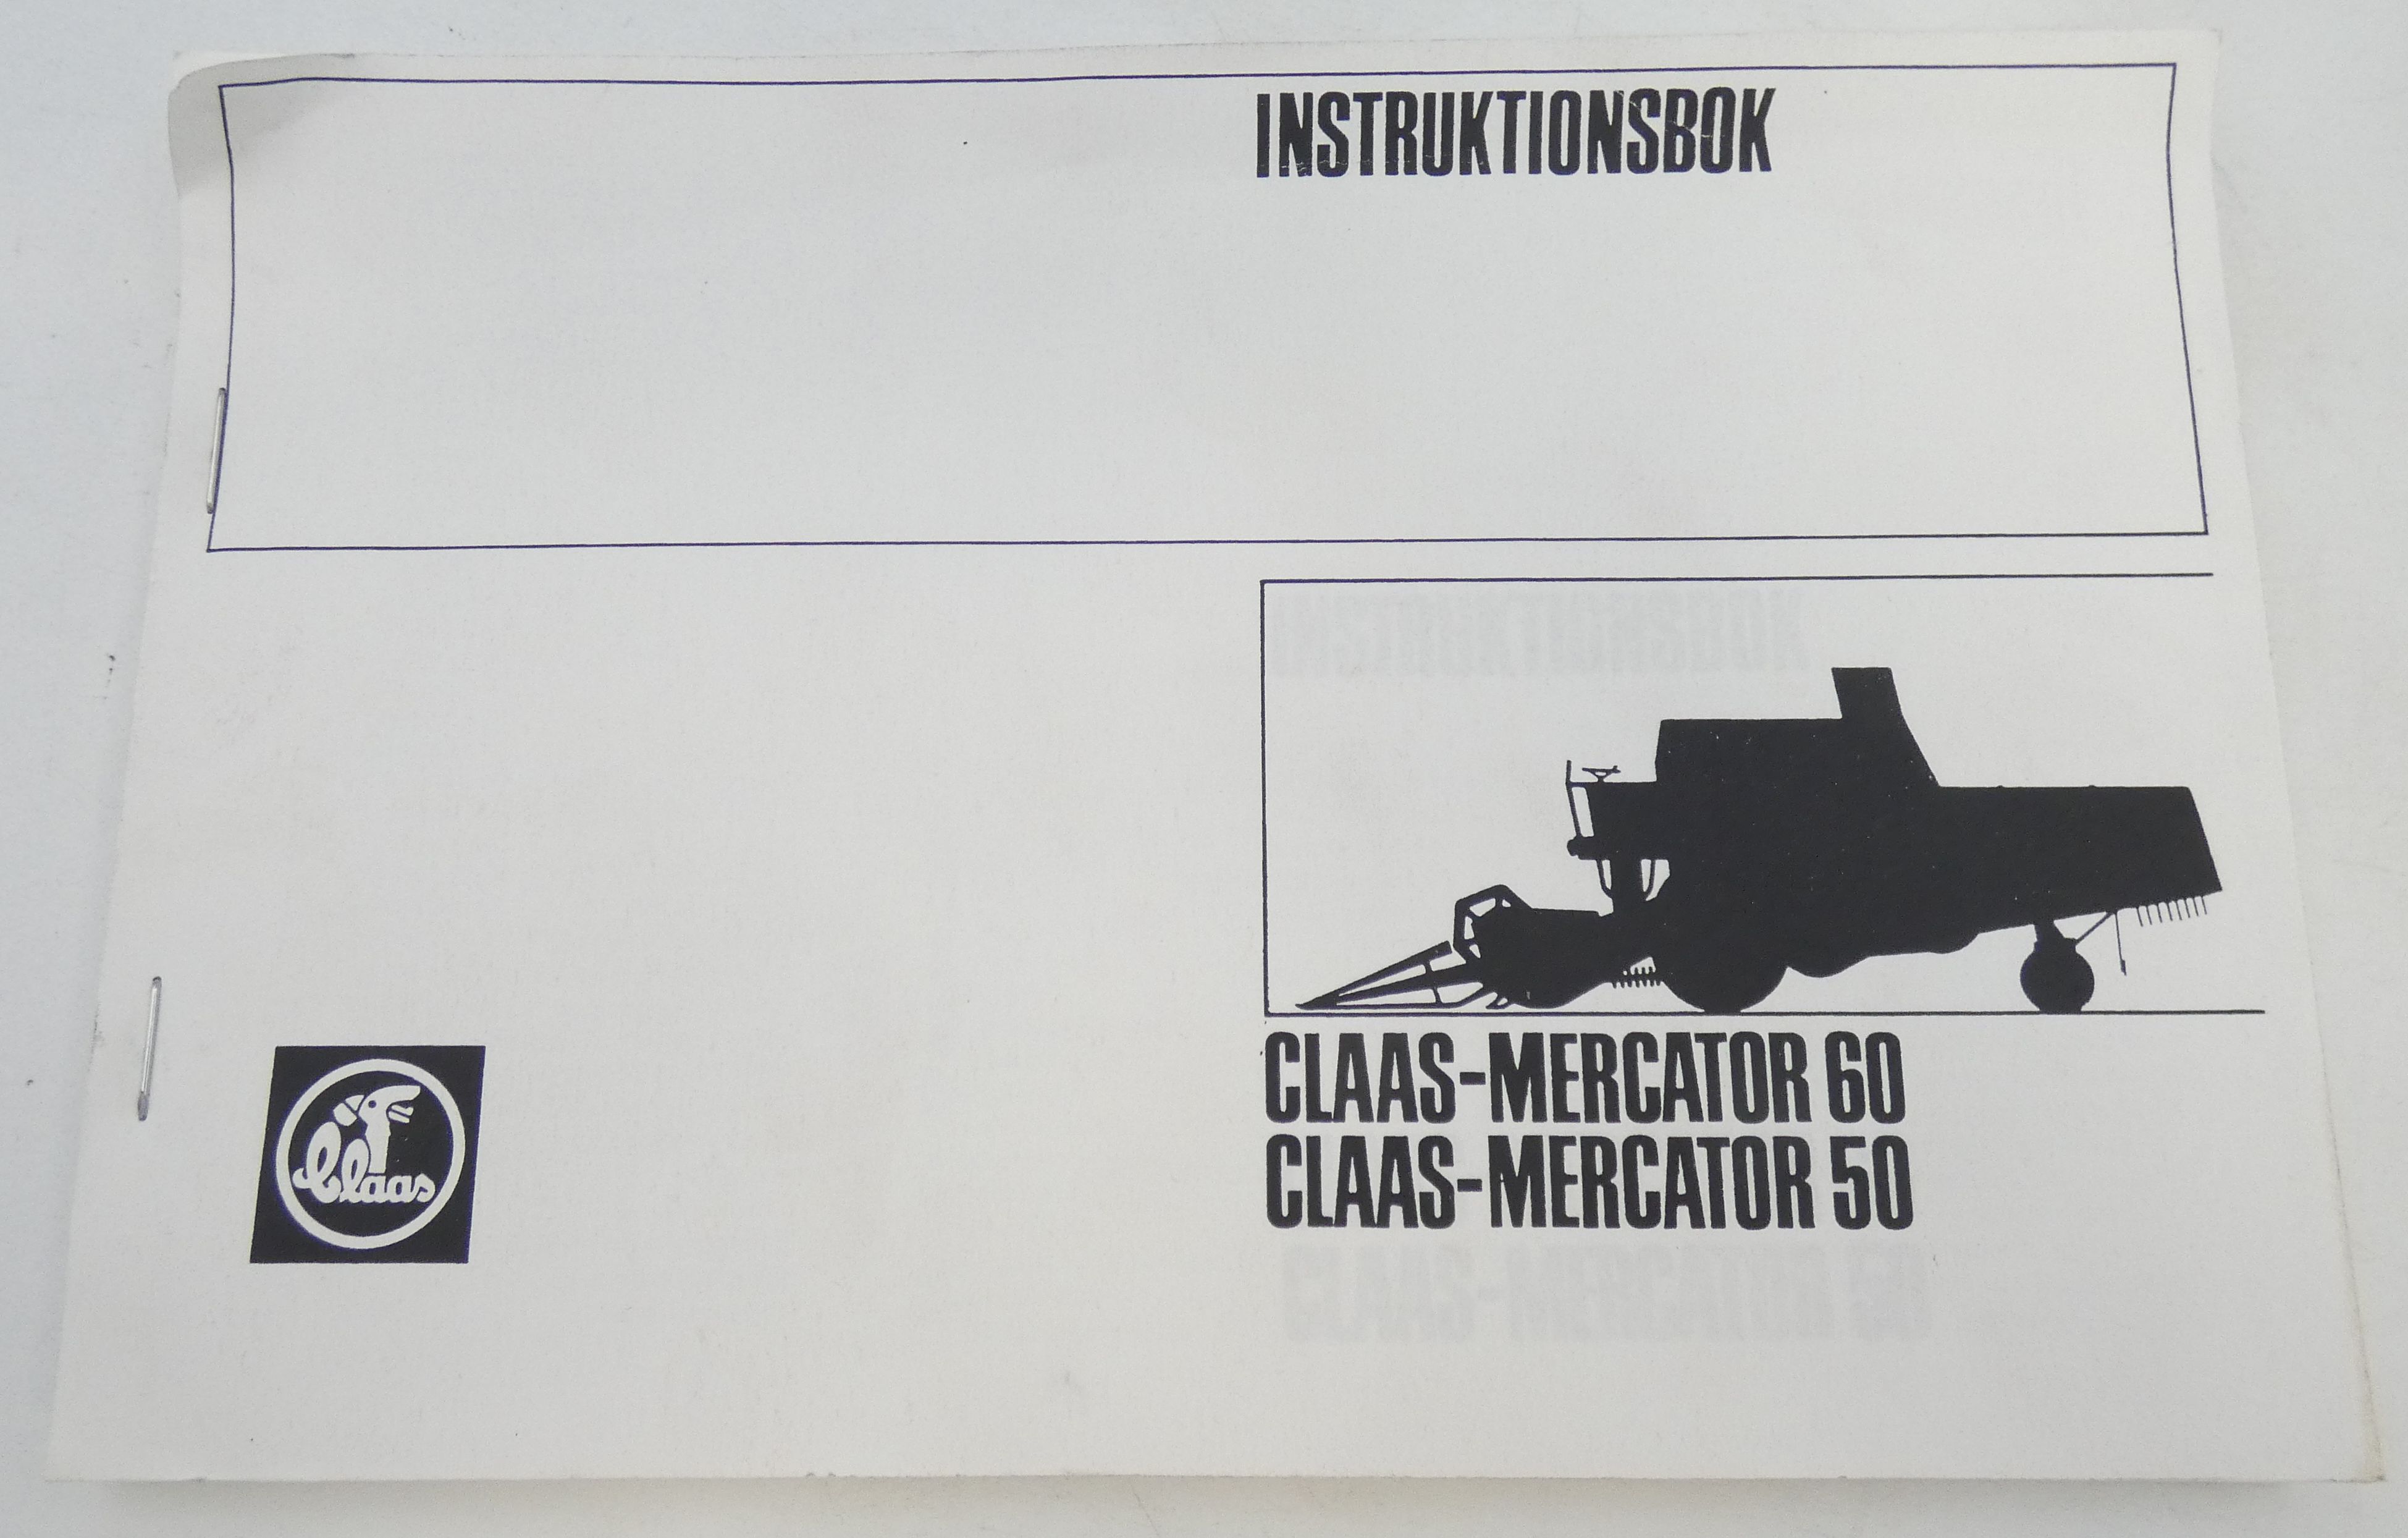 INSTRUKTIONSBOK
CLAAS-MERCATOR 60
CLAAS-MERCATOR 50
Claas